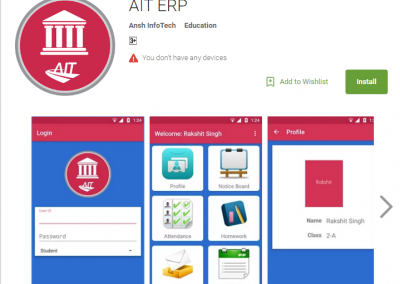 AIT ERP
Ansh InfoTech Education
3+
You don't have any devices
Add to Wishlist
Install
AIT
1:24
Login
AIT
Login ID
Password
Student
1:24
Welcome: Rakshit Singh
Profile
Notice Board
Attendance
Homework
1:24
Profile
Rakshit
Name Rakshit Singh
Class 2-A